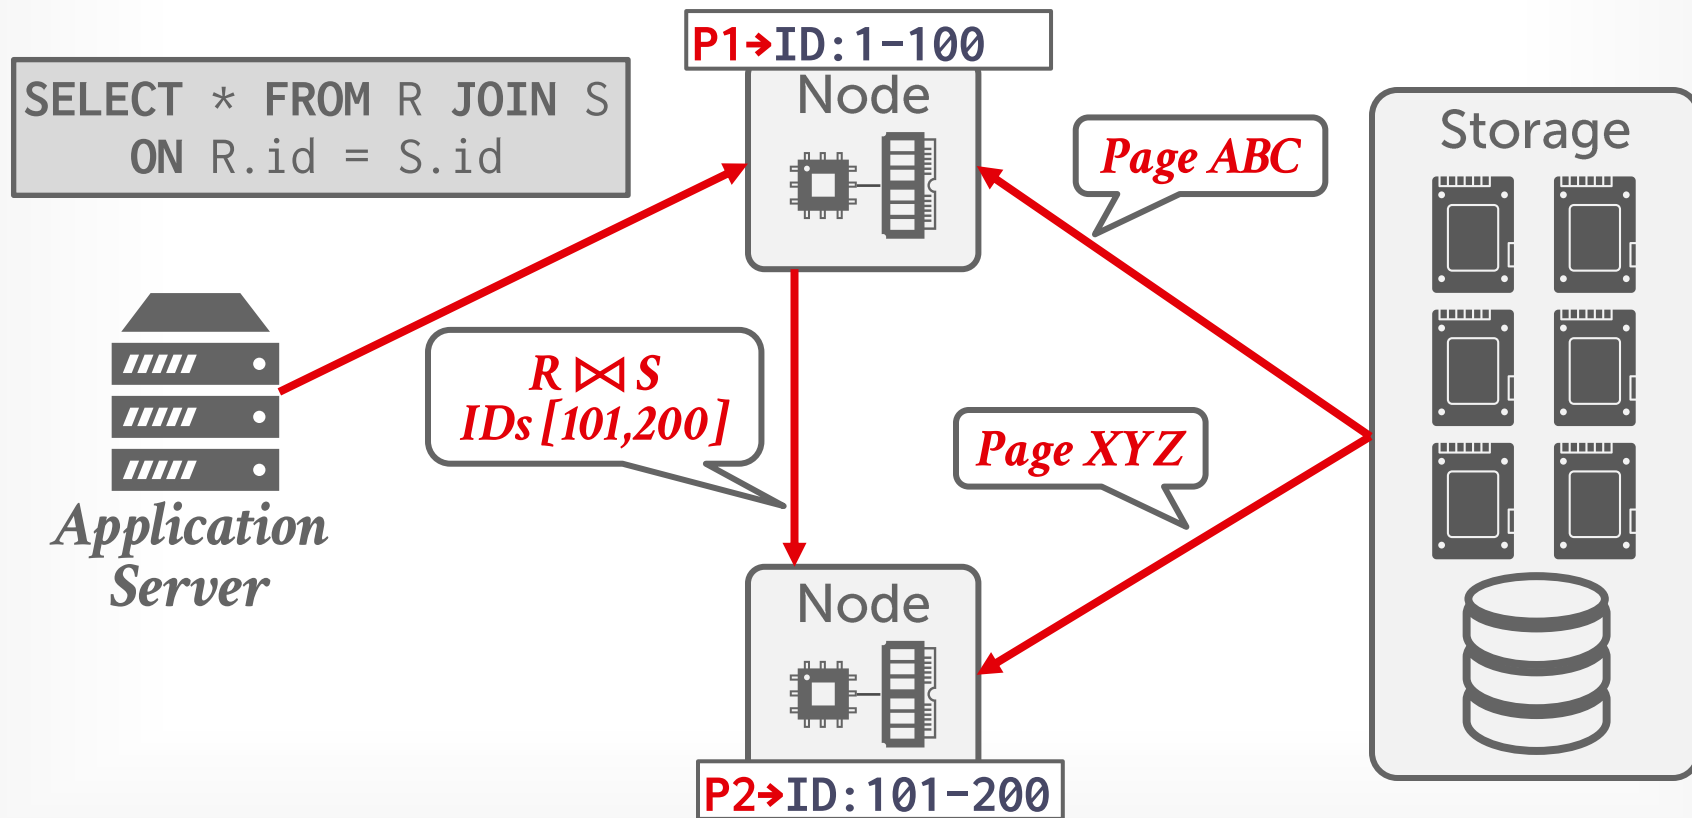 P1→ID:1-100
SELECT * FROM R JOIN S
ON R.id = S.id
Node
Page ABC
Storage
R ⋈ S
IDs [101,200]
Page XYZ
Application
Server
Node
P2→ID:101-200